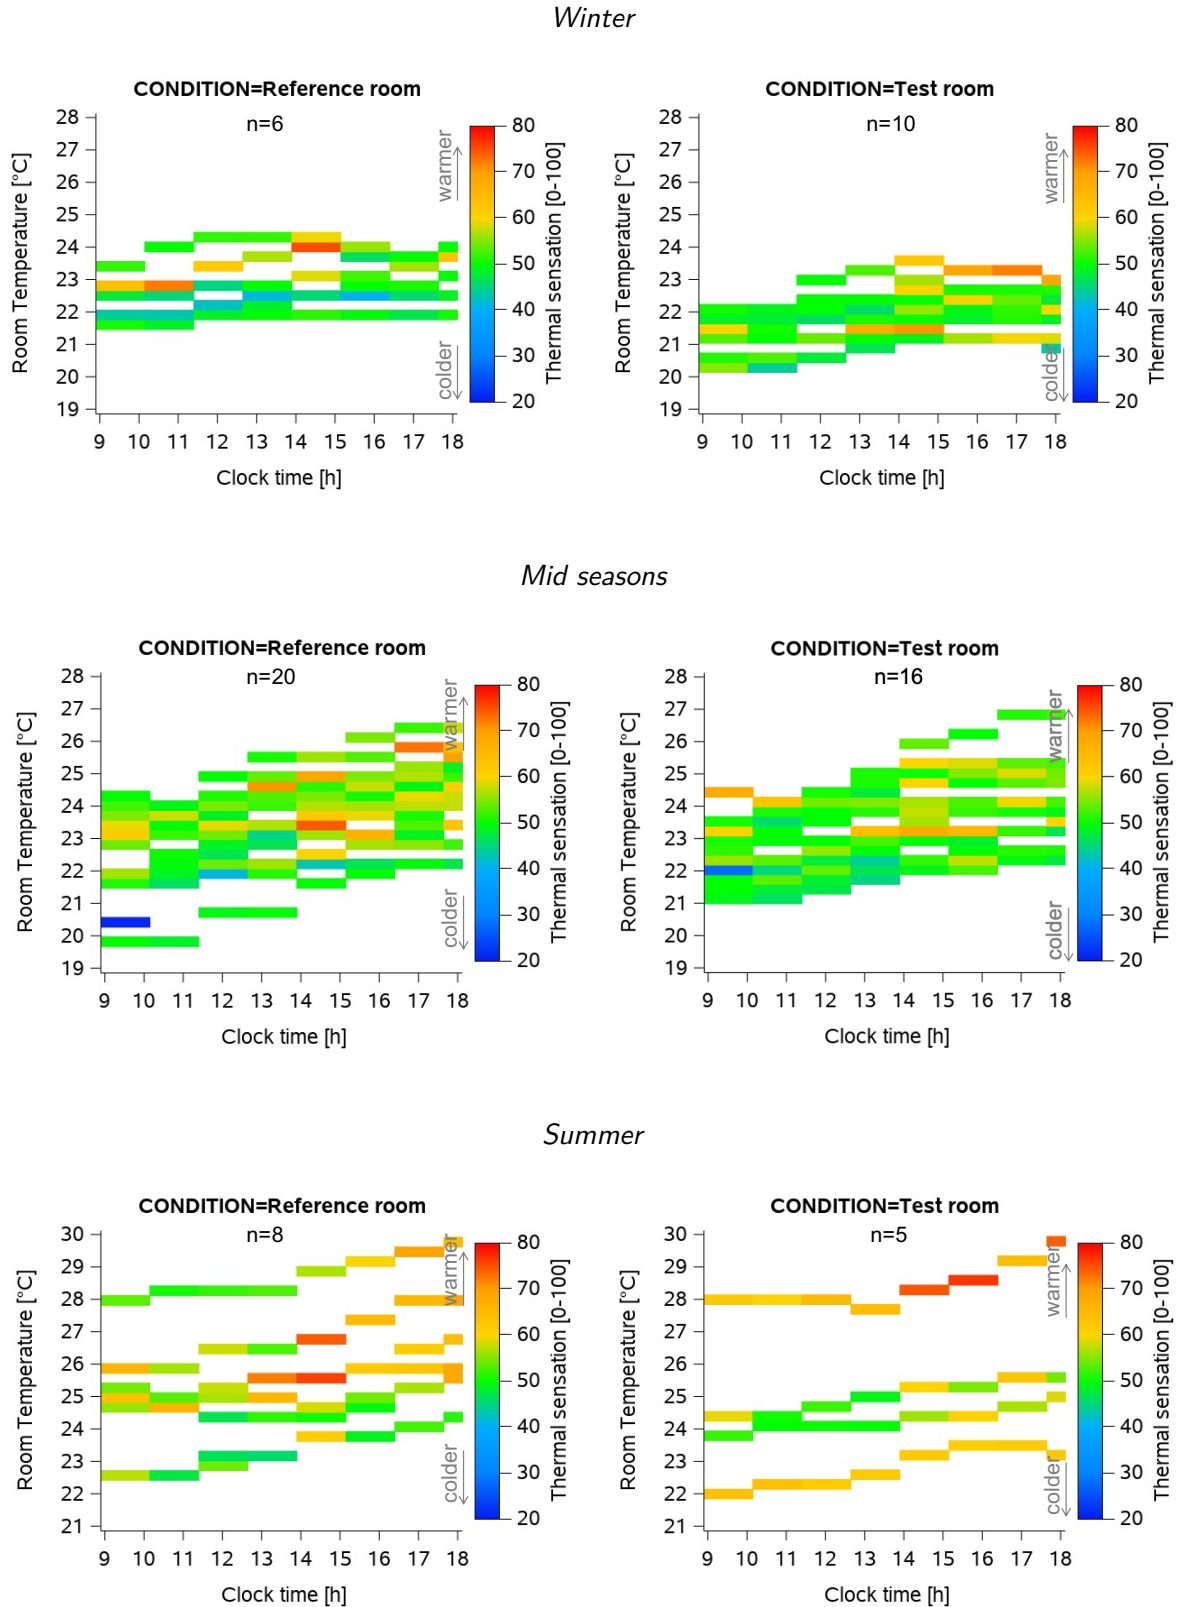 Winter
CONDITION=Reference room
n=6
28
27
26
25
24
23
22
21
20
19
Room Temperature [°C]
9 10 11 12 13 14 15 16 17 18
Clock time [h]
warmer
colder
80
70
60
50
40
30
20
Thermal sensation [0-100]
CONDITION=Test room
n=10
28
27
26
25
24
23
22
21
20
19
Room Temperature [°C]
9 10 11 12 13 14 15 16 17 18
Clock time [h]
warmer
colder
80
70
60
50
40
30
20
Thermal sensation [0-100]
Mid seasons
CONDITION=Reference room
n=20
28
27
26
25
24
23
22
21
20
19
Room Temperature [°C]
9 10 11 12 13 14 15 16 17 18
Clock time [h]
warmer
colder
80
70
60
50
40
30
20
Thermal sensation [0-100]
CONDITION=Test room
n=16
28
27
26
25
24
23
22
21
20
19
Room Temperature [°C]
9 10 11 12 13 14 15 16 17 18
Clock time [h]
warmer
colder
80
70
60
50
40
30
20
Thermal sensation [0-100]
Summer
CONDITION=Reference room
n=8
30
29
28
27
26
25
24
23
22
21
Room Temperature [°C]
9 10 11 12 13 14 15 16 17 18
Clock time [h]
warmer
colder
80
70
60
50
40
30
20
Thermal sensation [0-100]
CONDITION=Test room
n=5
30
29
28
27
26
25
24
23
22
21
Room Temperature [°C]
9 10 11 12 13 14 15 16 17 18
Clock time [h]
warmer
colder
80
70
60
50
40
30
20
Thermal sensation [0-100]